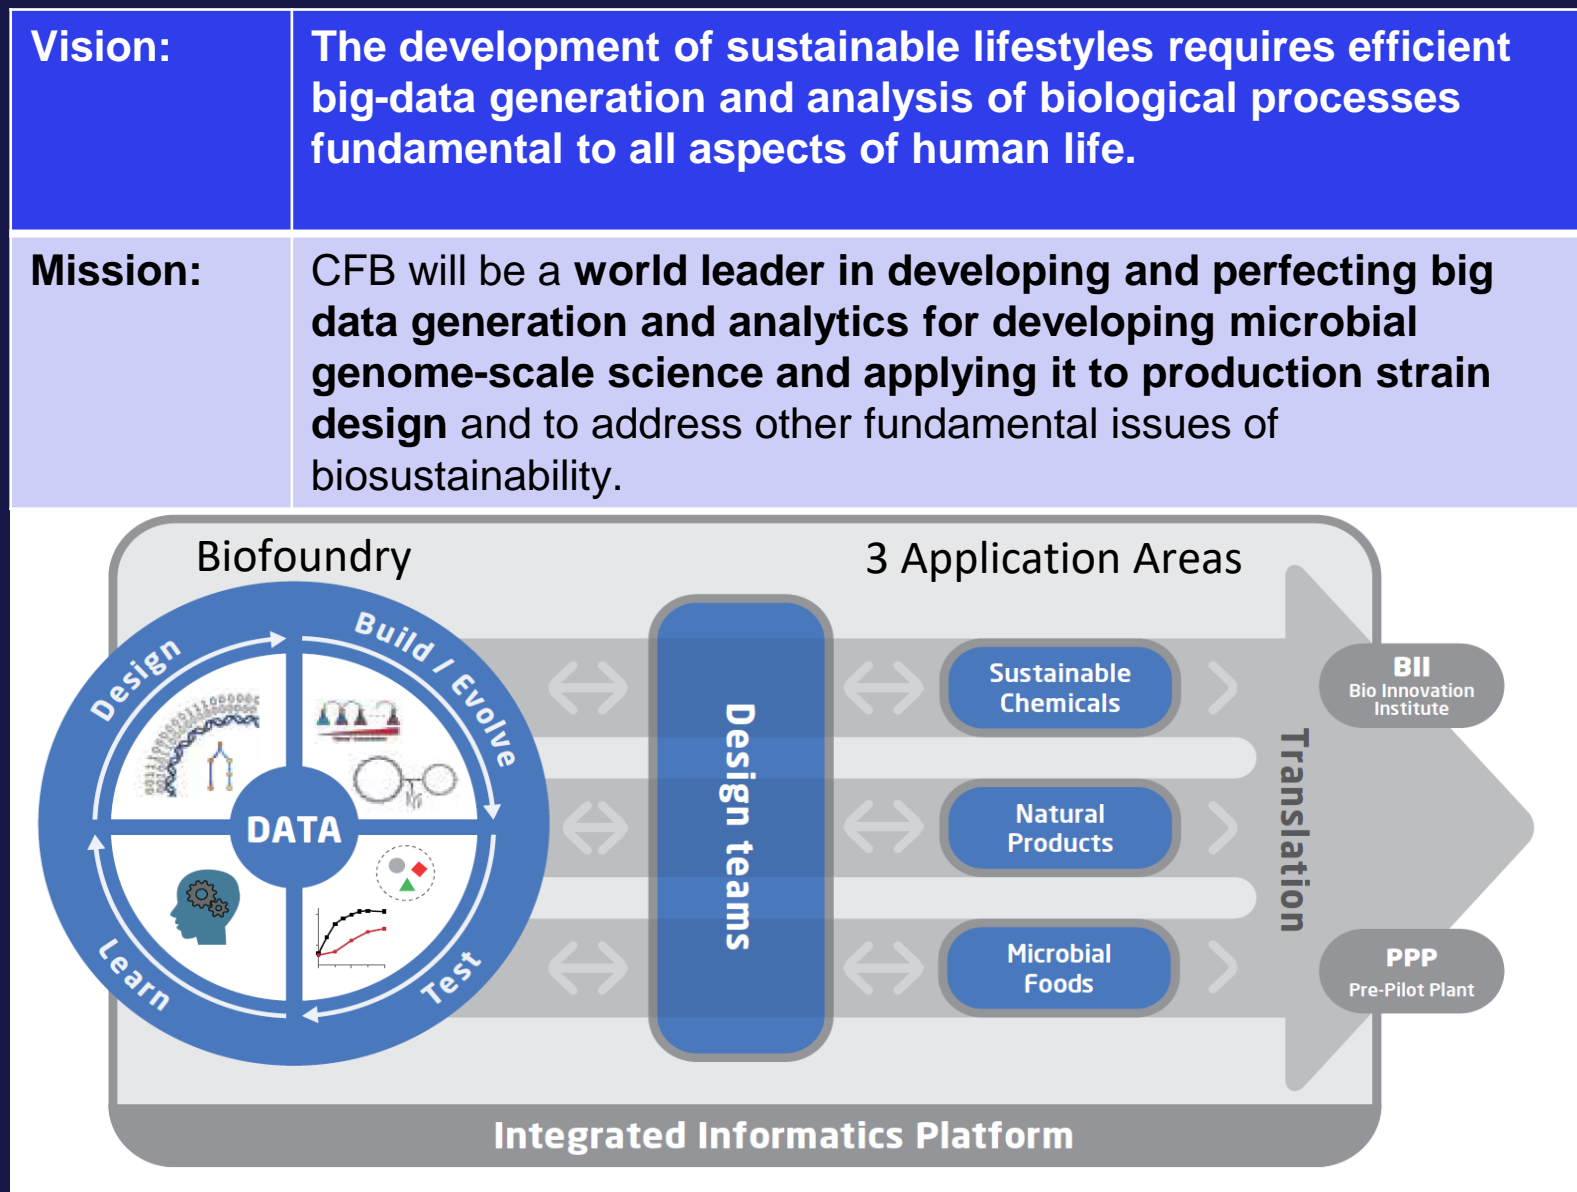 Vision:
The development of sustainable lifestyles requires efficient
big-data generation and analysis of biological processes
fundamental to all aspects of human life.
Mission:
CFB will be a world leader in developing and perfecting big
data generation and analytics for developing microbial
genome-scale science and applying it to production strain
design and to address other fundamental issues of
biosustainability.
Biofoundry
3 Application Areas
Design
Build / Evolve
Test
Learn
DATA
Design teams
Sustainable
Chemicals
Natural
Products
Microbial
Foods
Translation
BII
Bio Innovation
Institute
PPP
Pre-Pilot Plant
Integrated Informatics Platform